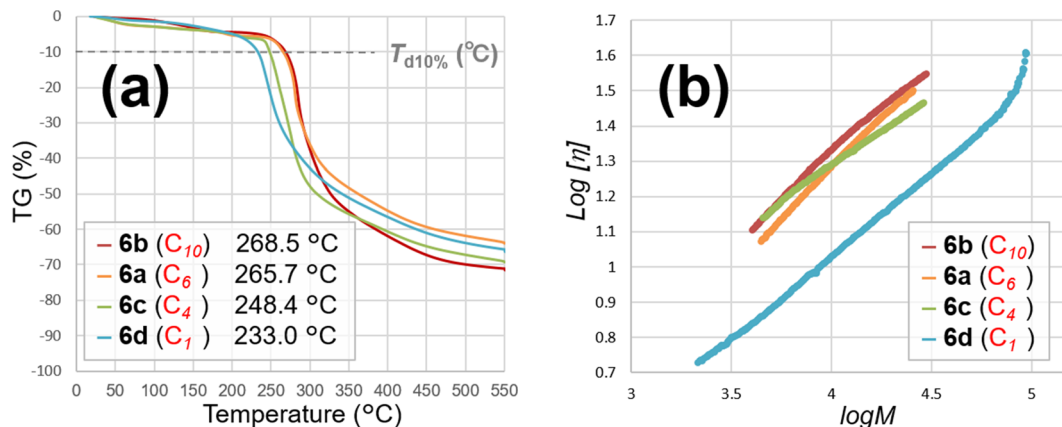 0
-10
-20
-30
-40
-50
-60
-70
-80
-90
-100
TG (%)
(a)
Td10% (°C)
6b (C10) 268.5 °C
6a (C6 ) 265.7 °C
6c (C4 ) 248.4 °C
6d (C1 ) 233.0 °C
0 50 100 150 200 250 300 350 400 450 500 550
Temperature (°C)
1.7
1.6
1.5
1.4
1.3
1.2
1.1
1
0.9
0.8
0.7
Log [η]
(b)
6b (C10)
6a (C6 )
6c (C4 )
6d (C1 )
3 3.5 4 4.5 5
logM